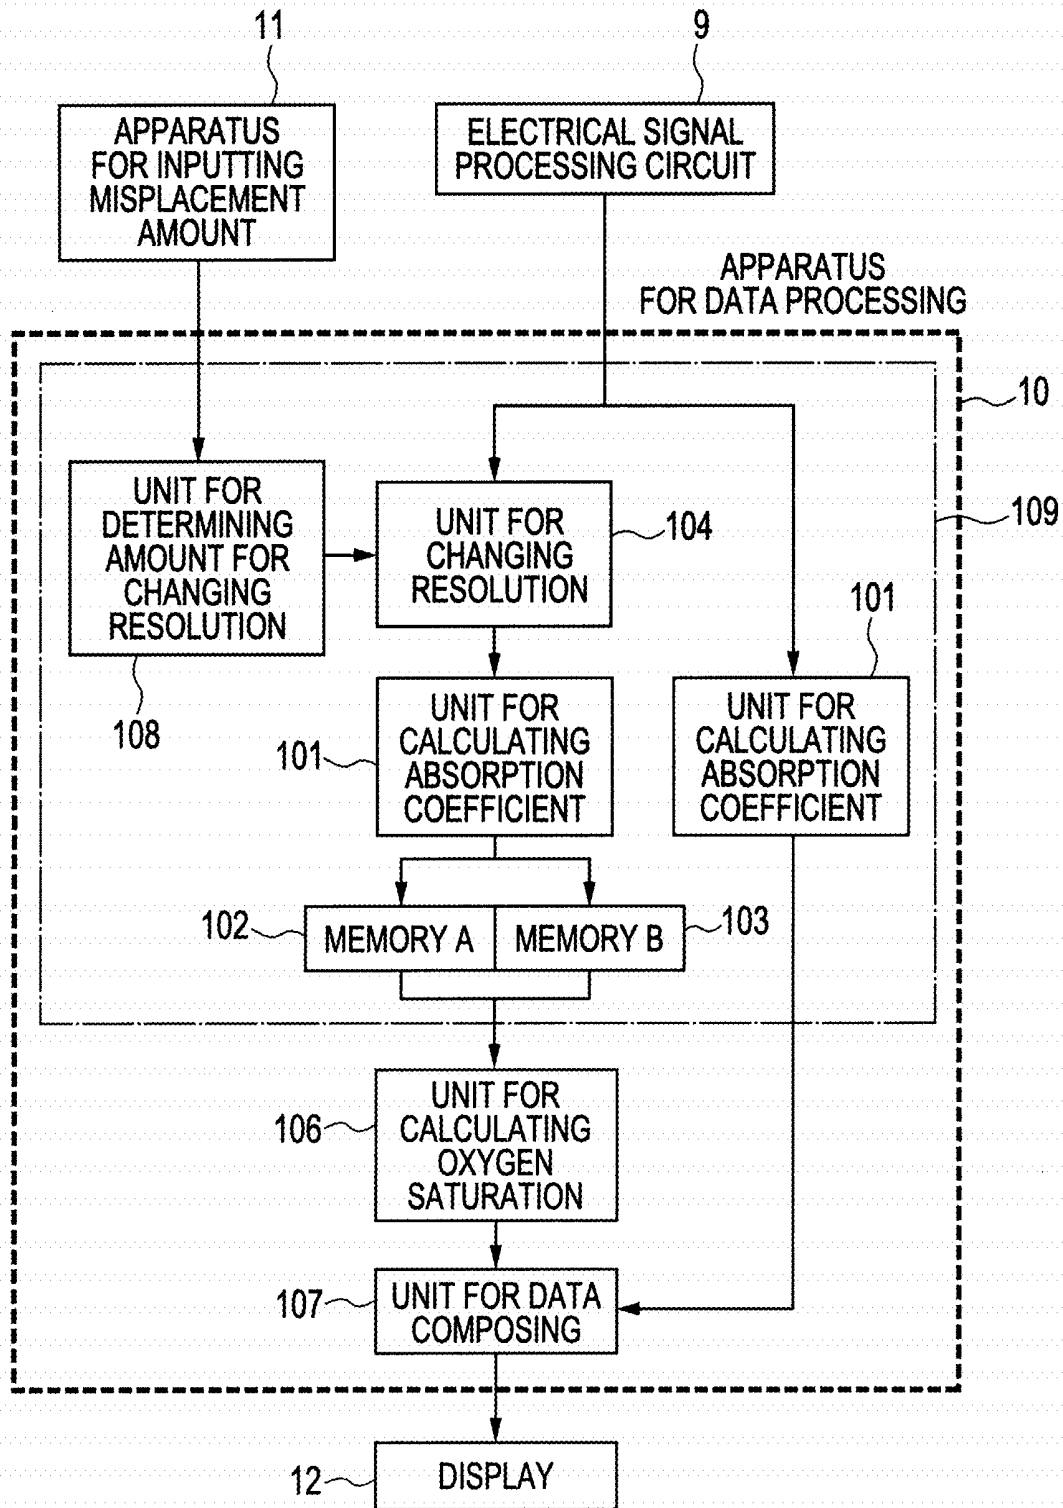 11
9
APPARATUS
FOR INPUTTING
MISPLACEMENT
AMOUNT
ELECTRICAL SIGNAL
PROCESSING CIRCUIT
APPARATUS
FOR DATA PROCESSING
10
109
UNIT FOR
DETERMINING
AMOUNT FOR
CHANGING
RESOLUTION
108
UNIT FOR
CHANGING
RESOLUTION
104
101
UNIT FOR
CALCULATING
ABSORPTION
COEFFICIENT
101
UNIT FOR
CALCULATING
ABSORPTION
COEFFICIENT
102
MEMORY A
MEMORY B
103
106
UNIT FOR
CALCULATING
OXYGEN
SATURATION
107
UNIT FOR DATA
COMPOSING
12
DISPLAY